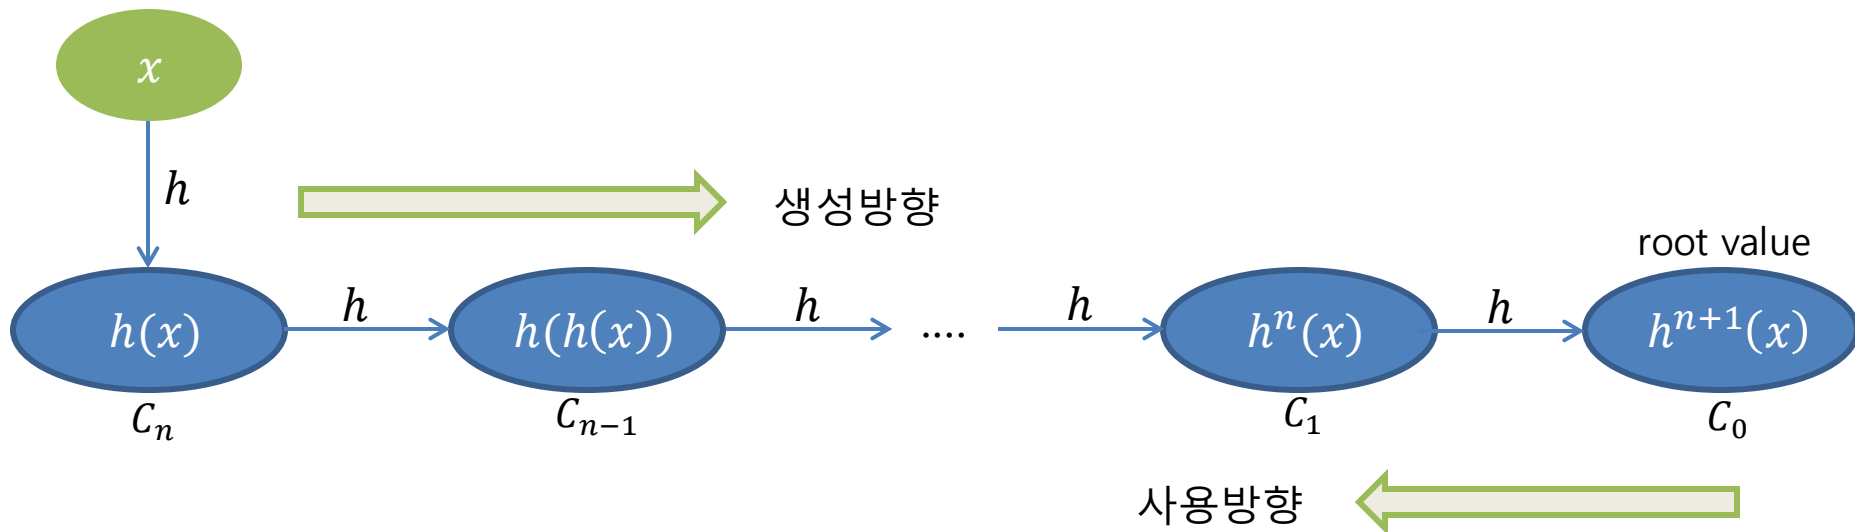 x
h
생성방향
root value
h(x)
h
h(h(x))
h
....
h
hⁿ(x)
h
hⁿ⁺¹(x)
Cₙ
Cₙ₋₁
C₁
C₀
사용방향